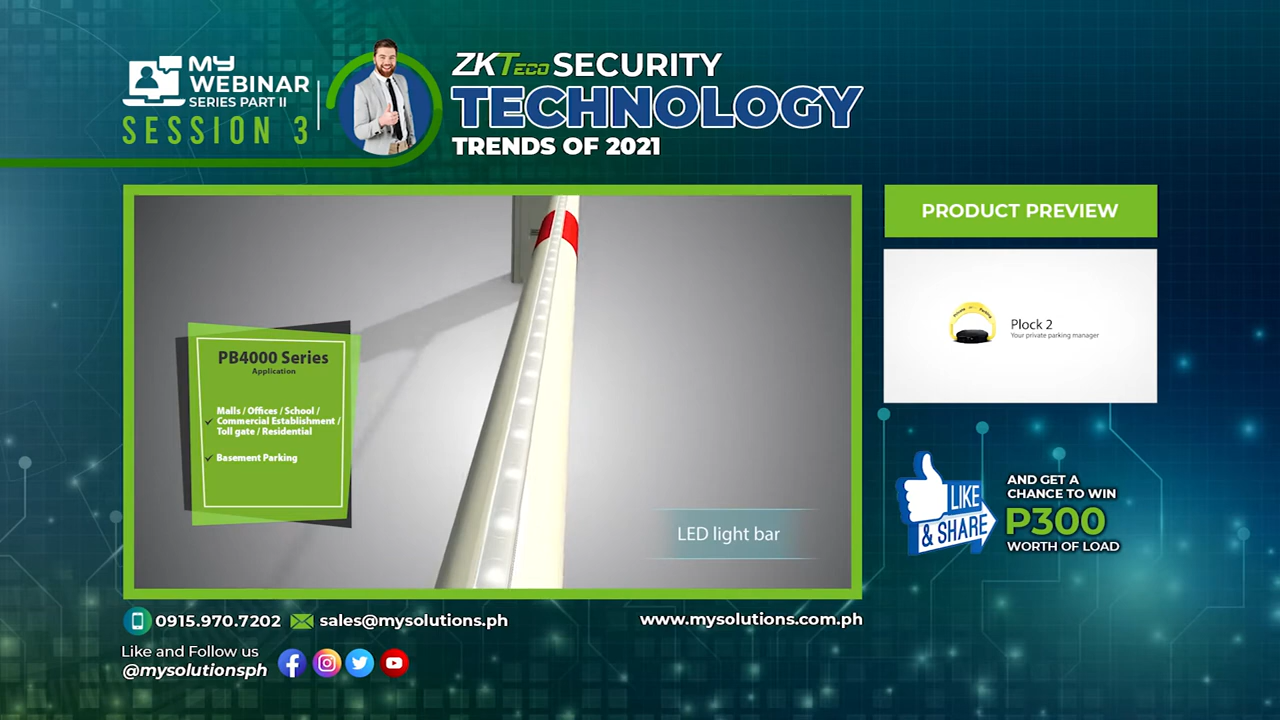 MY
WEBINAR
SERIES PART II
SESSION 3
ZKTECO SECURITY
TECHNOLOGY
TRENDS OF 2021
PB4000 Series
Application
Malls / Offices / School /
Commercial Establishment /
Toll gate / Residential
Basement Parking
LED light bar
PRODUCT PREVIEW
Private Parking
Plock 2
Your private parking manager
LIKE
& SHARE
AND GET A
CHANCE TO WIN
P300
WORTH OF LOAD
0915.970.7202
sales@mysolutions.ph
www.mysolutions.com.ph
Like and Follow us
@mysolutionsph